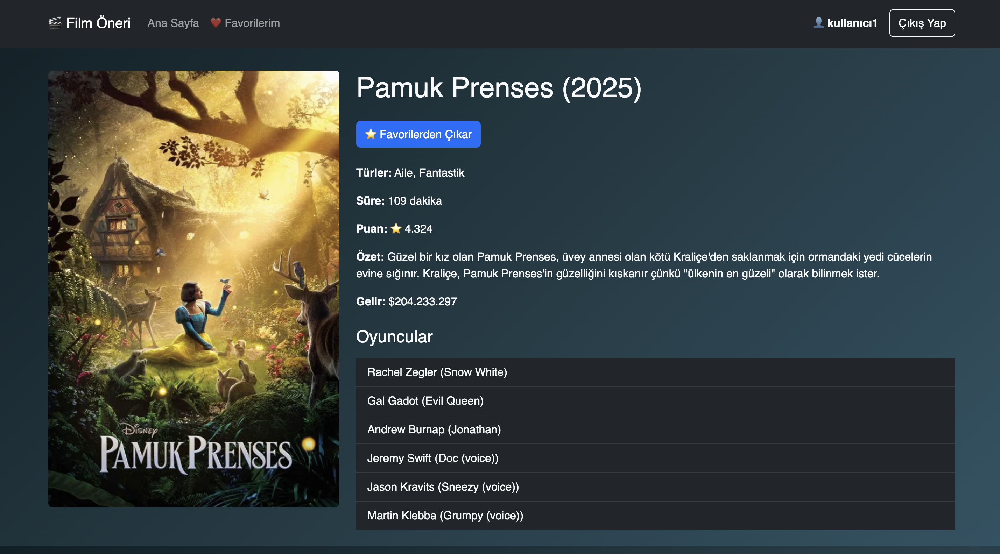 🎬 Film Öneri
Ana Sayfa
❤️ Favorilerim
👤 kullanıcı1
Çıkış Yap
DISNEY
PAMUK PRENSES
Pamuk Prenses (2025)
⭐ Favorilerden Çıkar
Türler: Aile, Fantastik
Süre: 109 dakika
Puan: ⭐ 4.324
Özet: Güzel bir kız olan Pamuk Prenses, üvey annesi olan kötü Kraliçe'den saklanmak için ormandaki yedi cücelerin
evine sığınır. Kraliçe, Pamuk Prenses'in güzelliğini kıskanır çünkü "ülkenin en güzeli" olarak bilinmek ister.
Gelir: $204.233.297
Oyuncular
Rachel Zegler (Snow White)
Gal Gadot (Evil Queen)
Andrew Burnap (Jonathan)
Jeremy Swift (Doc (voice))
Jason Kravits (Sneezy (voice))
Martin Klebba (Grumpy (voice))